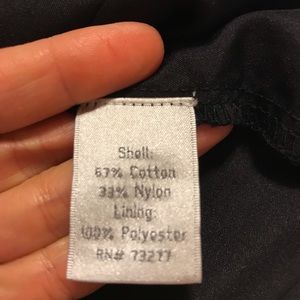 Shell:
67% Cotton
33% Nylon
Lining:
100% Polyester
RN# 73277